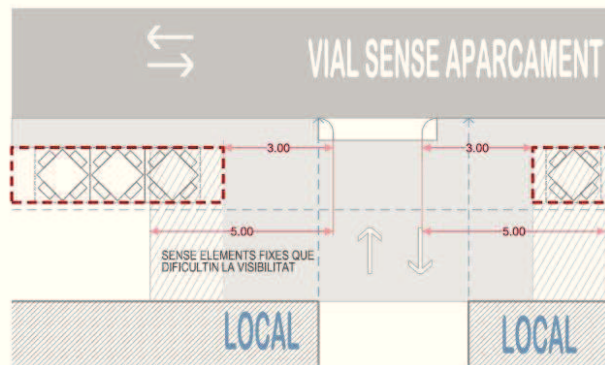 VIAL SENSE APARCAMENT
3.00
3.00
5.00
5.00
SENSE ELEMENTS FIXES QUE
DIFICULTIN LA VISIBILITAT
LOCAL
LOCAL